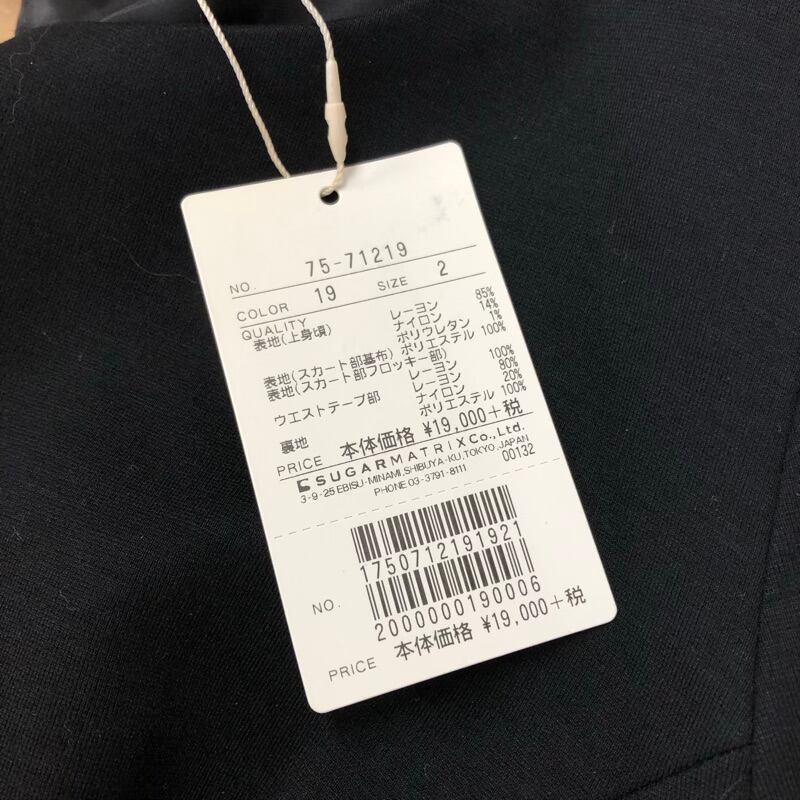 NO. 75-71219
COLOR 19 SIZE 2
QUALITY
表地(上身頃) レーヨン 85%
ナイロン 14%
ポリウレタン 1%
表地(スカート部基布) ポリエステル 100%
表地(スカート部フロッキー部)
レーヨン 100%
ウエストテープ部 レーヨン 80%
ナイロン 20%
裏地 ポリエステル 100%
PRICE 本体価格 ¥19,000+税
SUGARMATRIX Co., Ltd.
3-9-25 EBISU-MINAMI, SHIBUYA-KU, TOKYO, JAPAN
PHONE 03-3791-8111 00132
1750712191921
NO.
2000000190006
PRICE 本体価格 ¥19,000+税